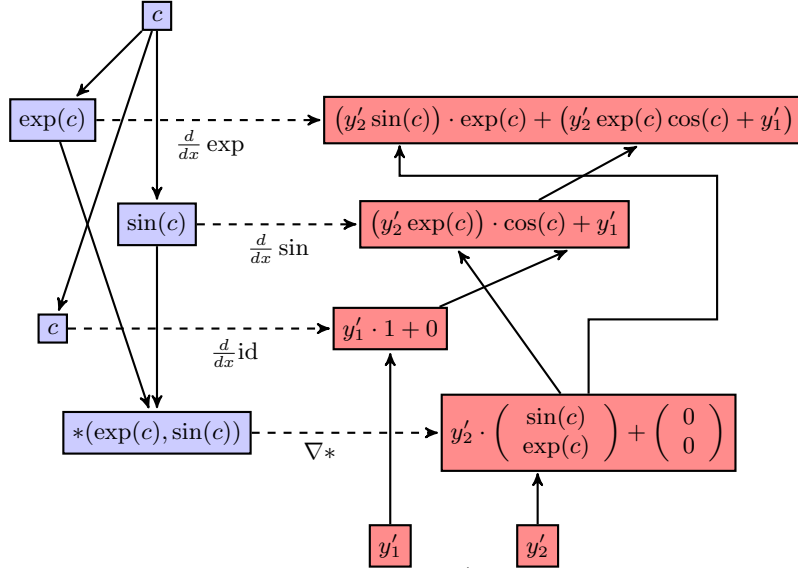 c
exp(c)
(y′₂ sin(c)) · exp(c) + (y′₂ exp(c) cos(c) + y′₁)
d/dx exp
sin(c)
(y′₂ exp(c)) · cos(c) + y′₁
d/dx sin
c
y′₁ · 1 + 0
d/dx id
∗(exp(c), sin(c))
y′₂ · ( sin(c) exp(c) ) + ( 0 0 )
∇∗
y′₁
y′₂